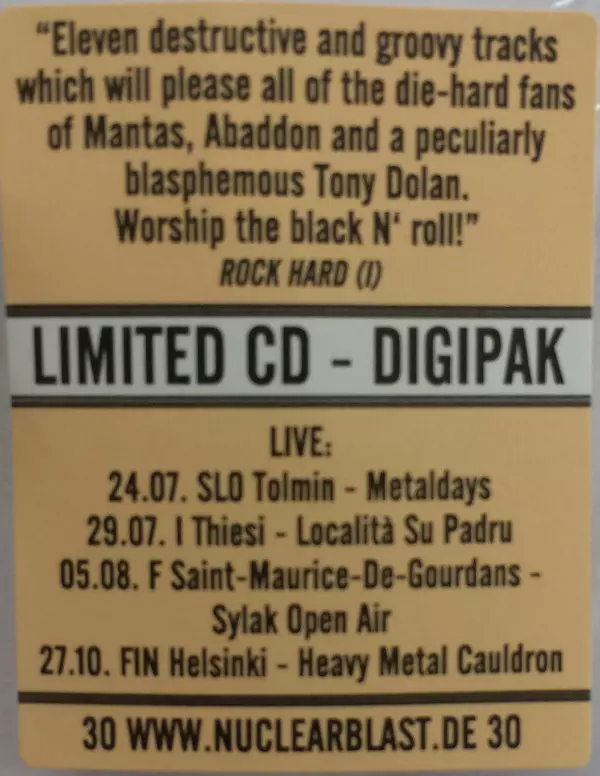 “Eleven destructive and groovy tracks
which will please all of the die-hard fans
of Mantas, Abaddon and a peculiarly
blasphemous Tony Dolan.
Worship the black N‘ roll!”
ROCK HARD (I)
LIMITED CD - DIGIPAK
LIVE:
24.07. SLO Tolmin - Metaldays
29.07. I Thiesi - Località Su Padru
05.08. F Saint-Maurice-De-Gourdans -
Sylak Open Air
27.10. FIN Helsinki - Heavy Metal Cauldron
30 WWW.NUCLEARBLAST.DE 30